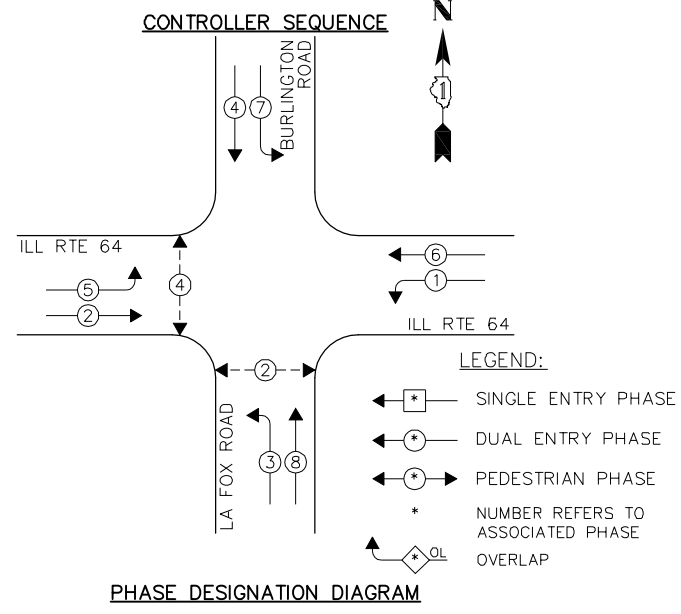 CONTROLLER SEQUENCE
N
1
BURLINGTON
ROAD
4 7
ILL RTE 64
6
5
4
1
2
ILL RTE 64
LEGEND:
2
* SINGLE ENTRY PHASE
LA FOX ROAD
* DUAL ENTRY PHASE
3 8
* PEDESTRIAN PHASE
* NUMBER REFERS TO
ASSOCIATED PHASE
* OL OVERLAP
PHASE DESIGNATION DIAGRAM